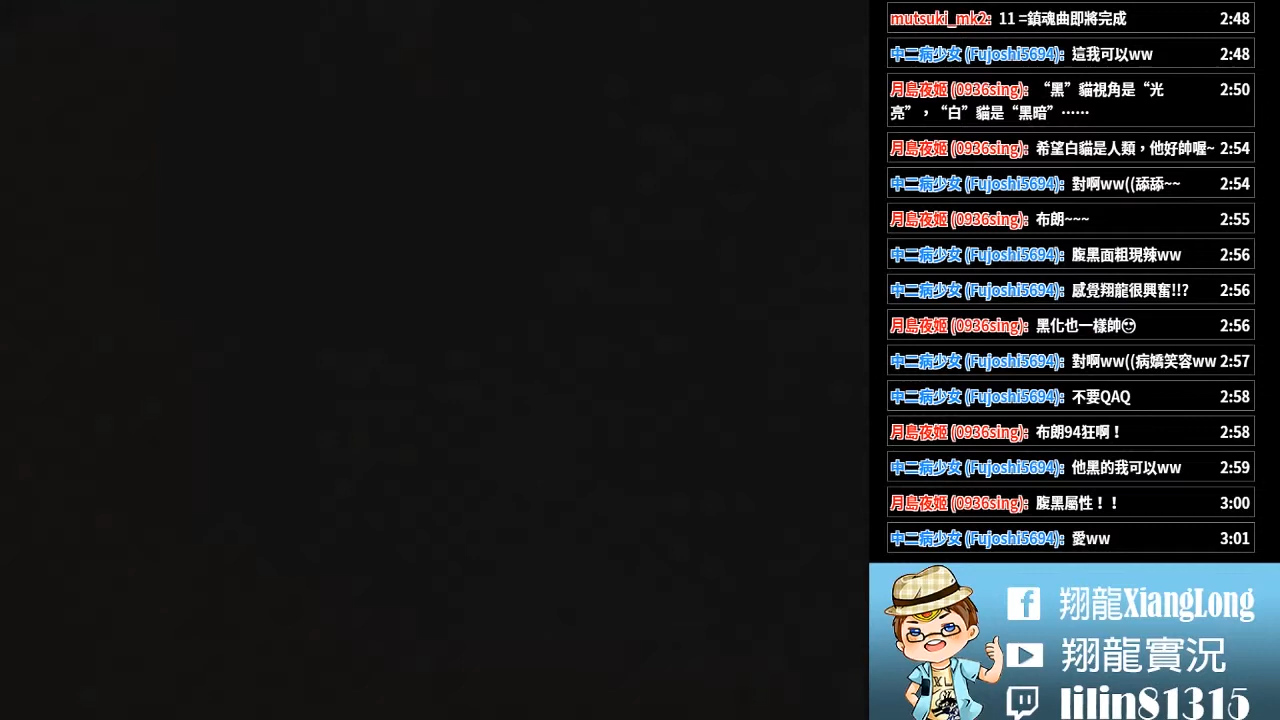 mutsuki_mk2: 11 =鎮魂曲即將完成 2:48
中二病少女 (Fujoshi5694): 這我可以ww 2:48
月島夜姬 (0936sing): “黑”貓視角是“光 2:50
亮”，“白”貓是“黑暗”⋯⋯
月島夜姬 (0936sing): 希望白貓是人類，他好帥喔~ 2:54
中二病少女 (Fujoshi5694): 對啊ww((舔舔~~ 2:54
月島夜姬 (0936sing): 布朗~~~ 2:55
中二病少女 (Fujoshi5694): 腹黑面粗現辣ww 2:56
中二病少女 (Fujoshi5694): 感覺翔龍很興奮!!!? 2:56
月島夜姬 (0936sing): 黑化也一樣帥😍 2:56
中二病少女 (Fujoshi5694): 對啊ww((病嬌笑容ww 2:57
中二病少女 (Fujoshi5694): 不要QAQ 2:58
月島夜姬 (0936sing): 布朗94狂啊！ 2:58
中二病少女 (Fujoshi5694): 他黑的我可以ww 2:59
月島夜姬 (0936sing): 腹黑屬性！！ 3:00
中二病少女 (Fujoshi5694): 愛ww 3:01
翔龍XiangLong
翔龍實況
lilin81315
XL